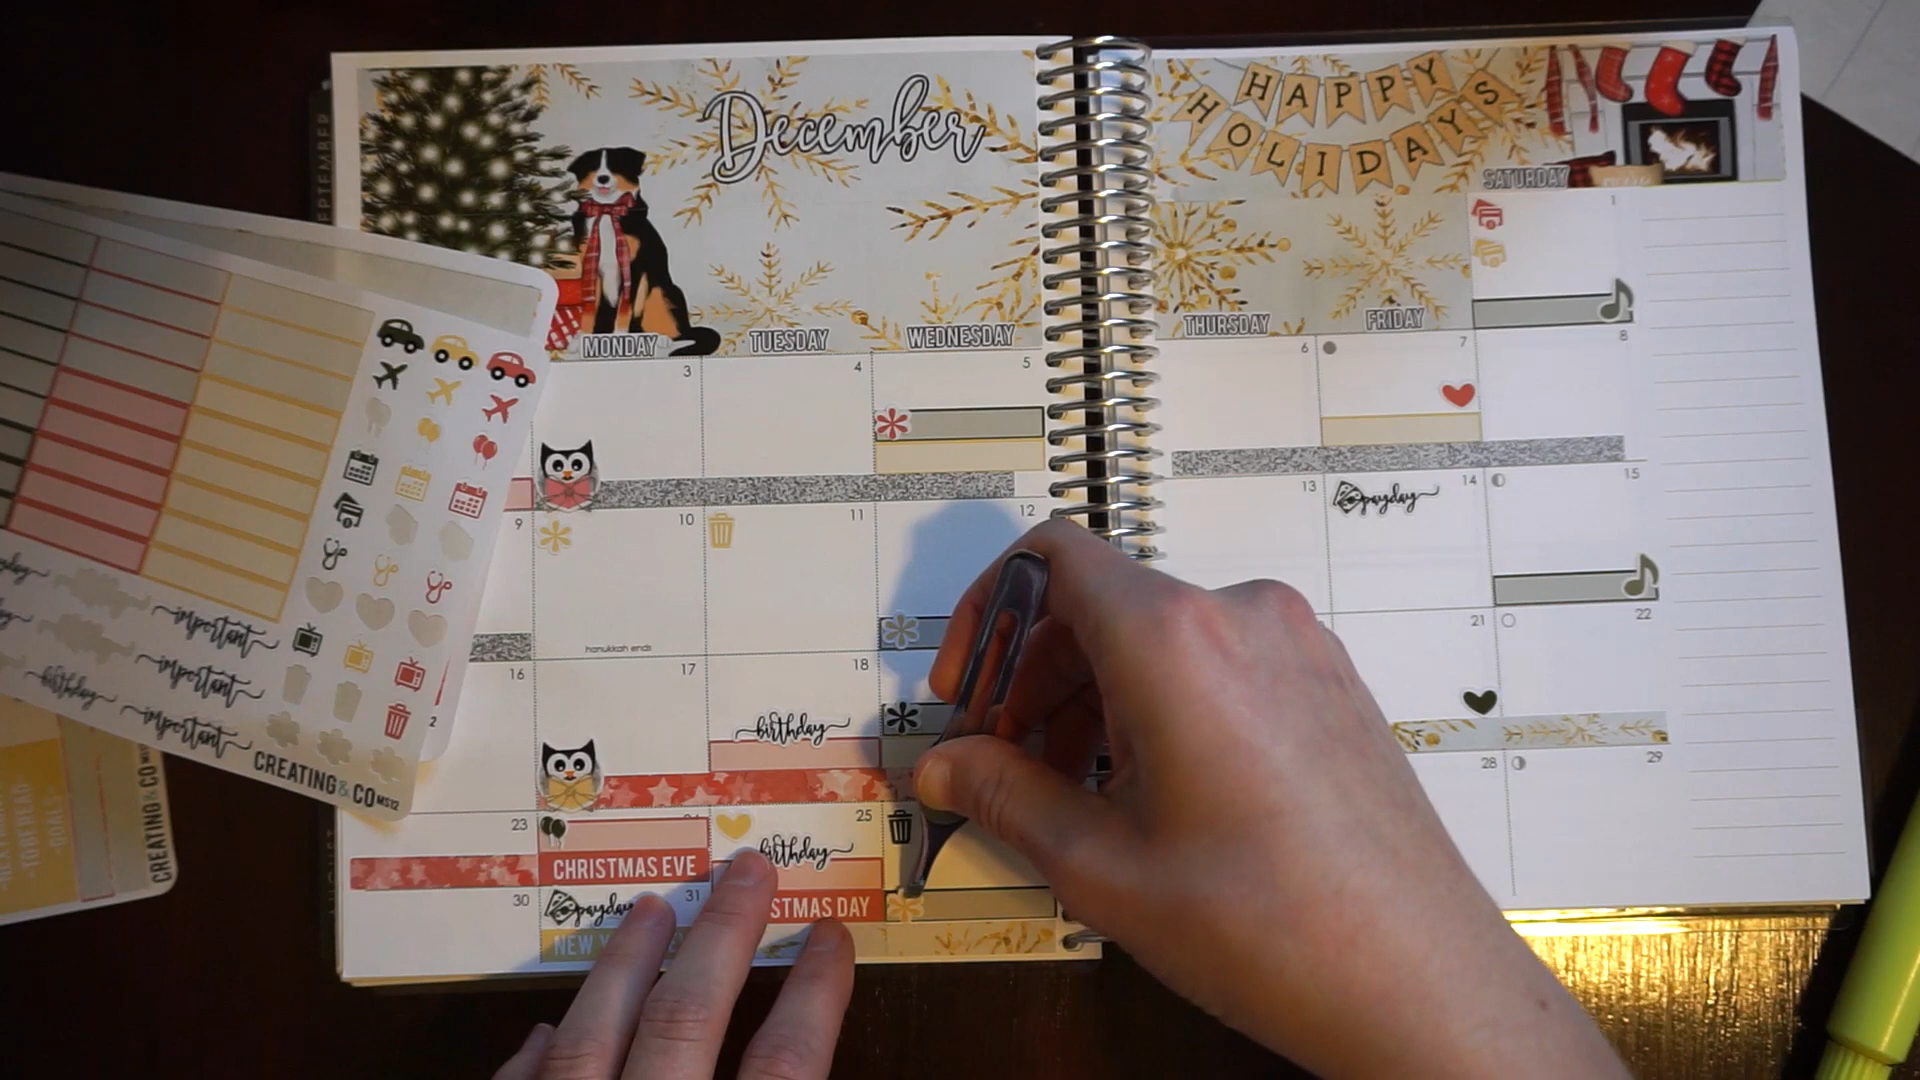 December
HAPPY
HOLIDAYS
SATURDAY
MONDAY
TUESDAY
WEDNESDAY
THURSDAY
FRIDAY
1
3
4
5
6
7
8
9
10
11
12
13
payday
14
15
hanukkah ends
16
17
18
21
22
birthday
23
25
28
29
CHRISTMAS EVE
birthday
30
payday
31
STMAS DAY
NEW Y
important
important
birthday
important
CREATING & CO MS12
CREATING & CO